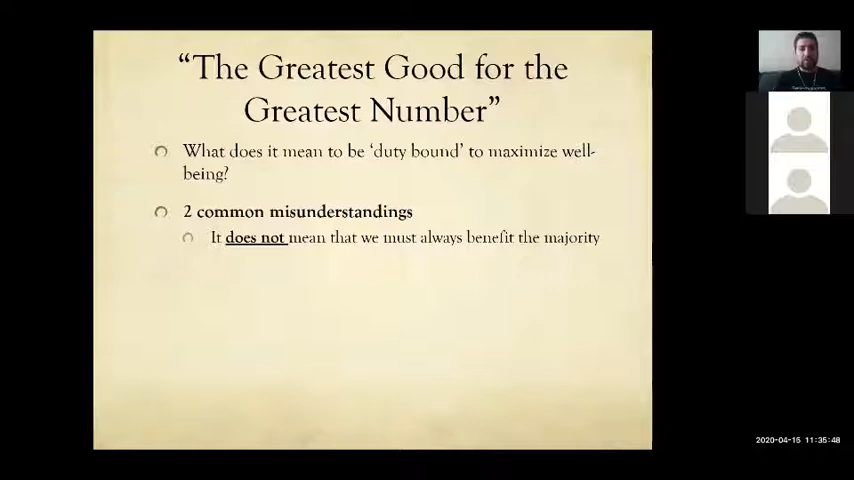 “The Greatest Good for the
Greatest Number”
What does it mean to be ‘duty bound’ to maximize well-
being?
2 common misunderstandings
It does not mean that we must always benefit the majority
2020-04-15 11:35:48